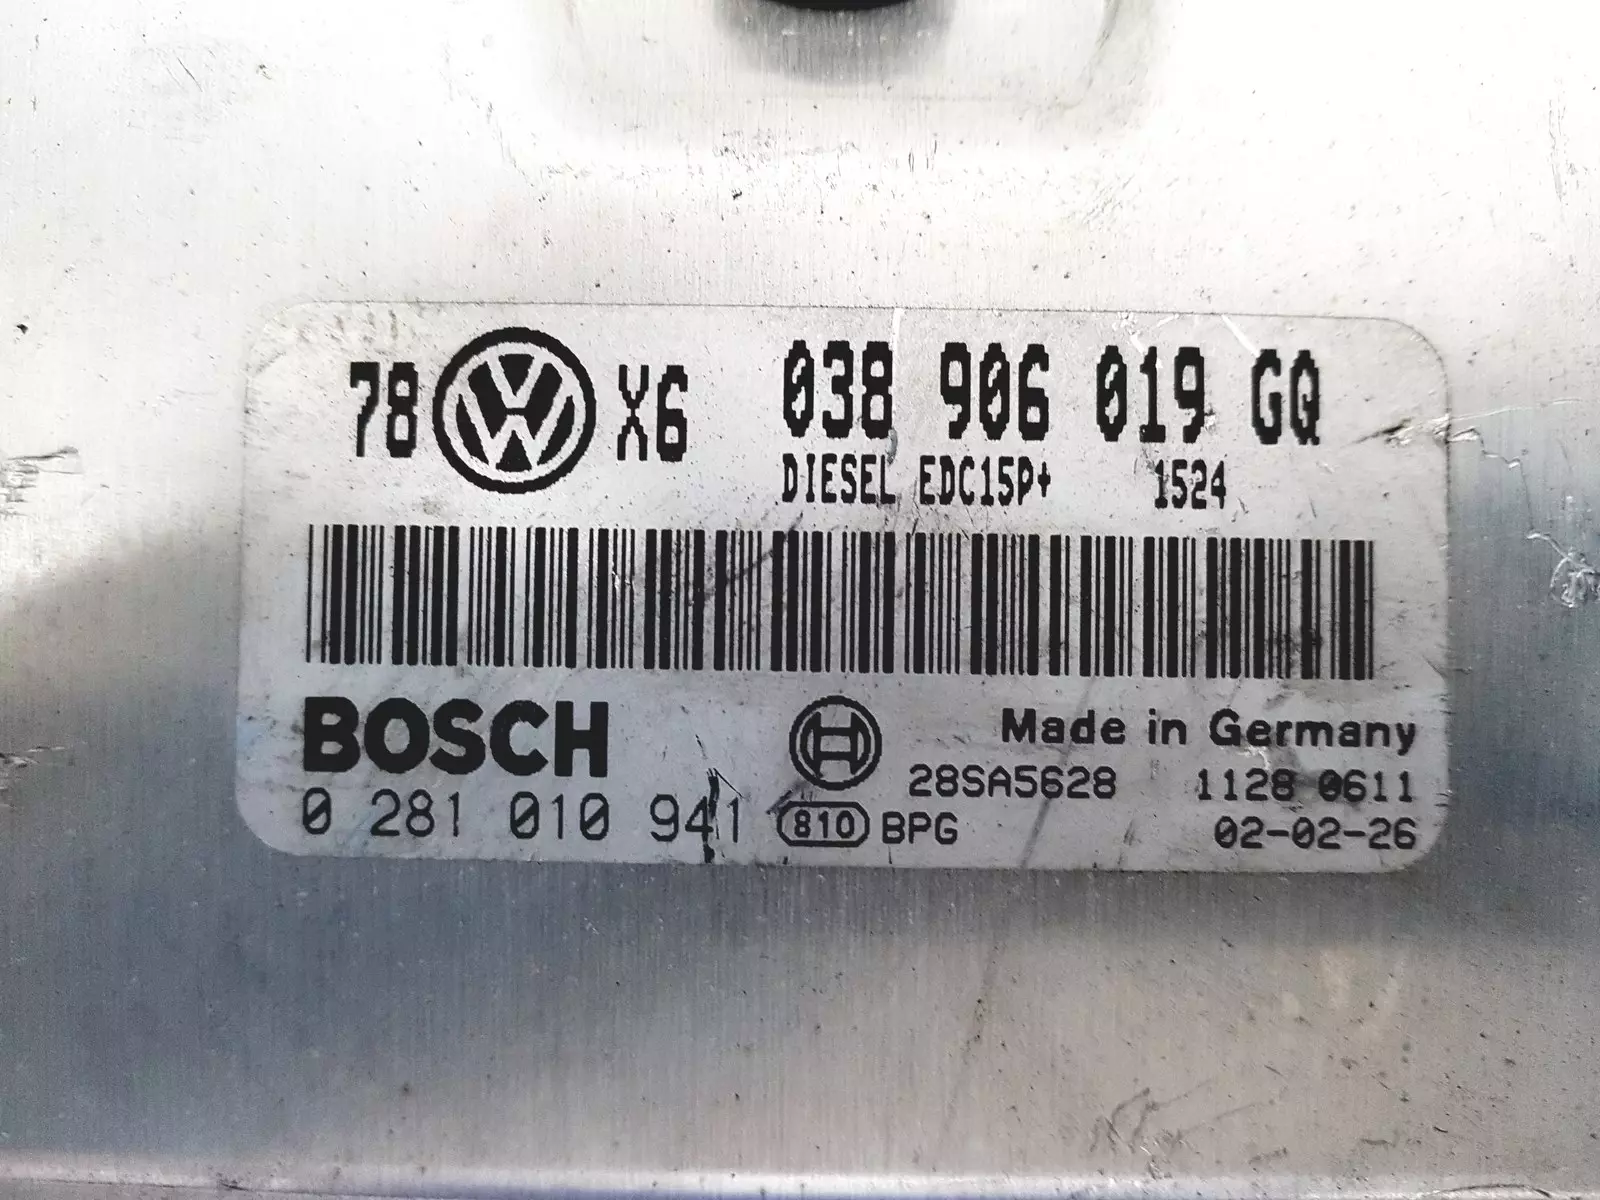 78 VW X6 038 906 019 GQ
DIESEL EDC15P+ 1524
BOSCH
Made in Germany
28SA5628 1128 0611
0 281 010 941 810 BPG 02-02-26